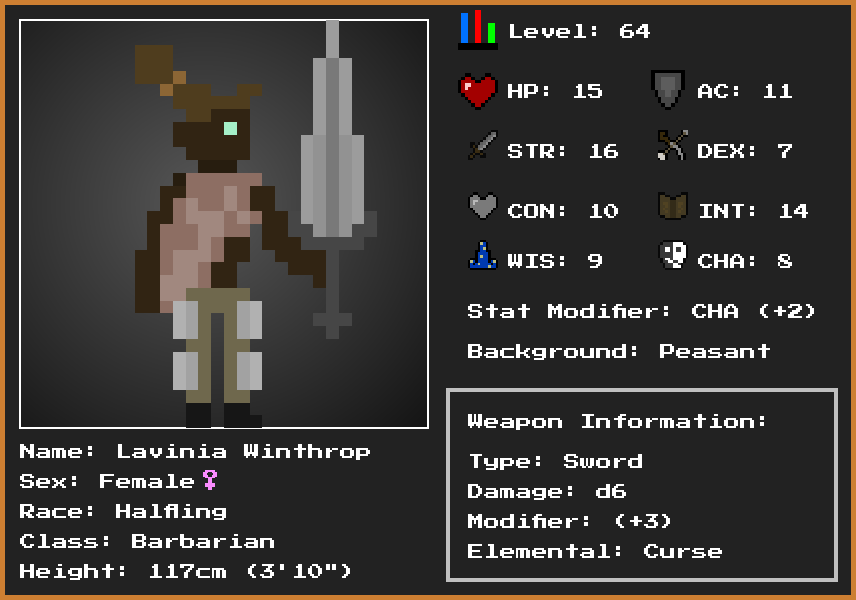 Level: 64
HP: 15 AC: 11
STR: 16 DEX: 7
CON: 10 INT: 14
WIS: 9 CHA: 8
Stat Modifier: CHA (+2)
Background: Peasant
Weapon Information:
Type: Sword
Damage: d6
Modifier: (+3)
Elemental: Curse
Name: Lavinia Winthrop
Sex: Female♀
Race: Halfling
Class: Barbarian
Height: 117cm (3'10")